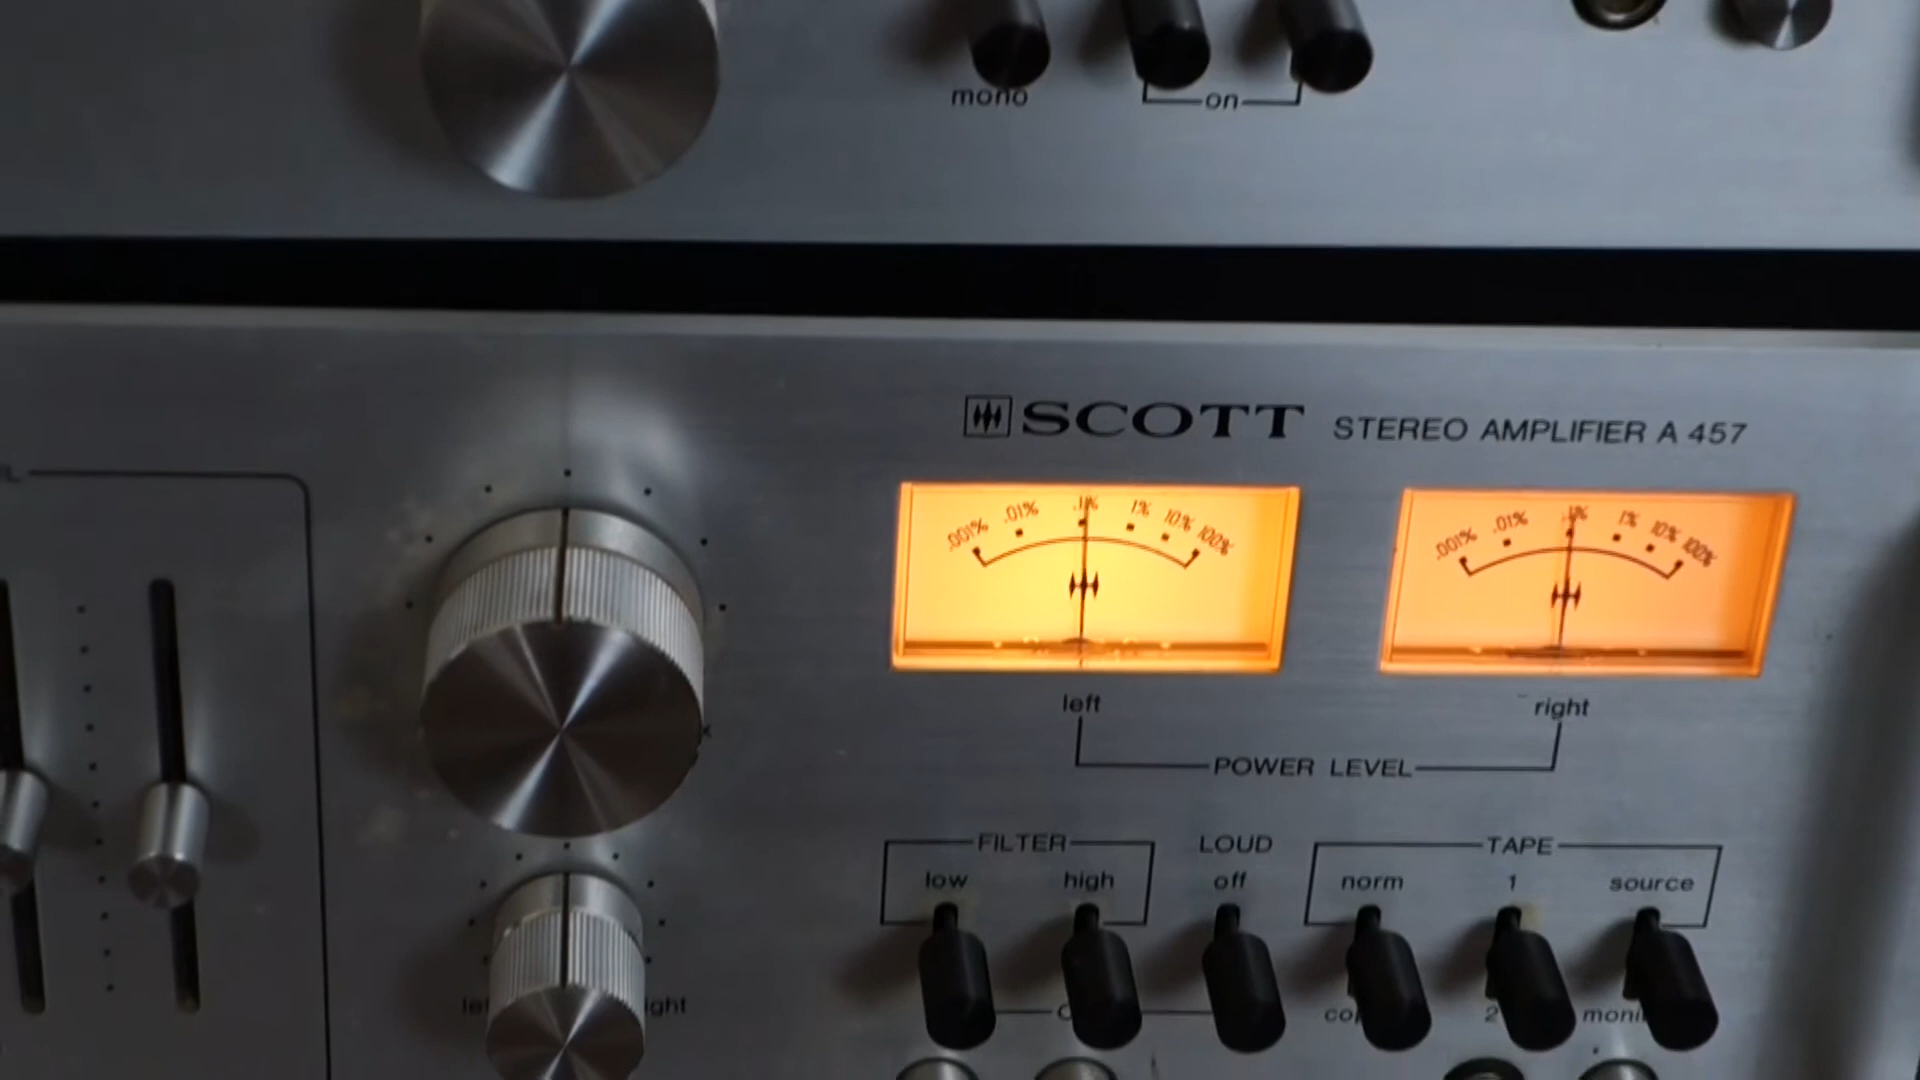 mono
on
SCOTT STEREO AMPLIFIER A 457
.001% .01% .1% 1% 10% 100%
.001% .01% .1% 1% 10% 100%
left right
POWER LEVEL
FILTER LOUD TAPE
low high off norm 1 source
2